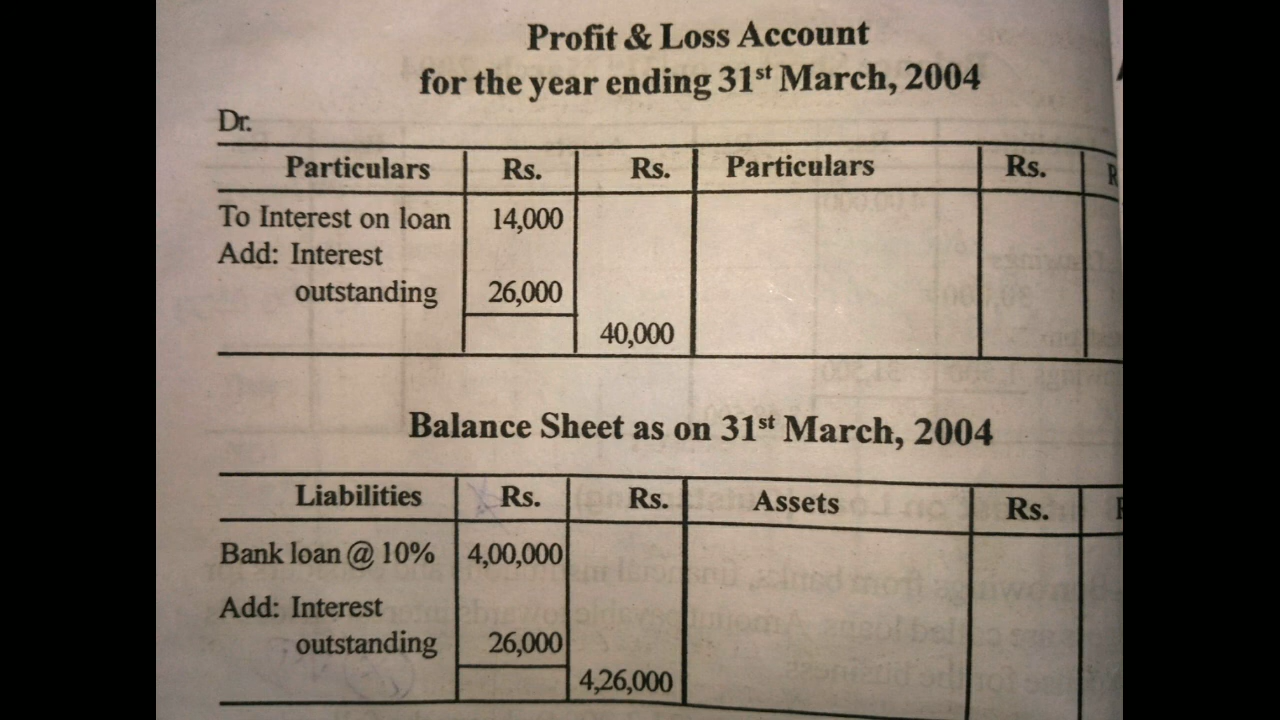 Profit & Loss Account
for the year ending 31st March, 2004
Dr.
Particulars Rs. Rs. Particulars Rs. R
To Interest on loan 14,000
Add: Interest
outstanding 26,000
40,000
Balance Sheet as on 31st March, 2004
Liabilities Rs. Rs. Assets Rs.
Bank loan @ 10% 4,00,000
Add: Interest
outstanding 26,000
4,26,000